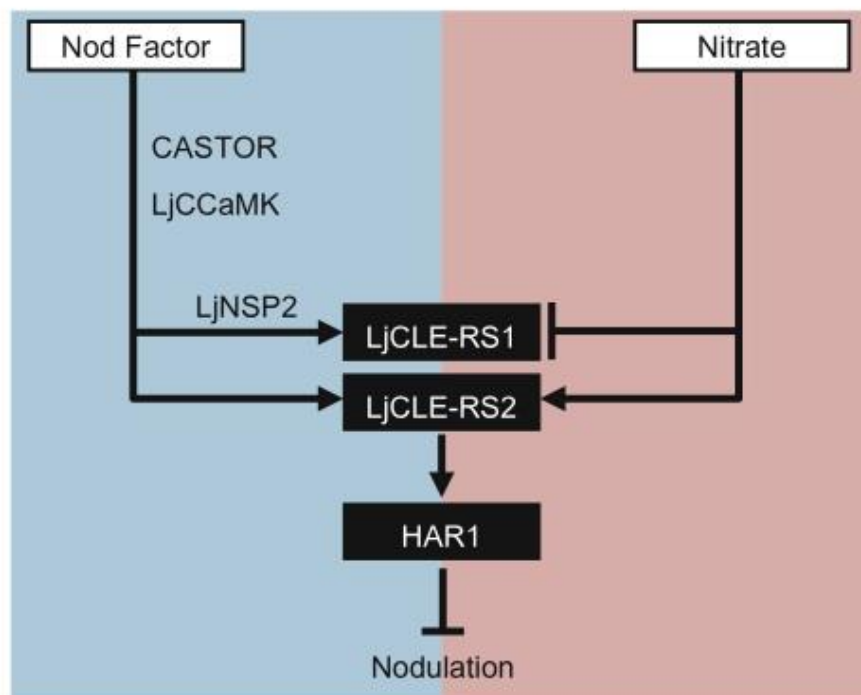 Nod Factor
Nitrate
CASTOR
LjCCaMK
LjNSP2
LjCLE-RS1
LjCLE-RS2
HAR1
Nodulation